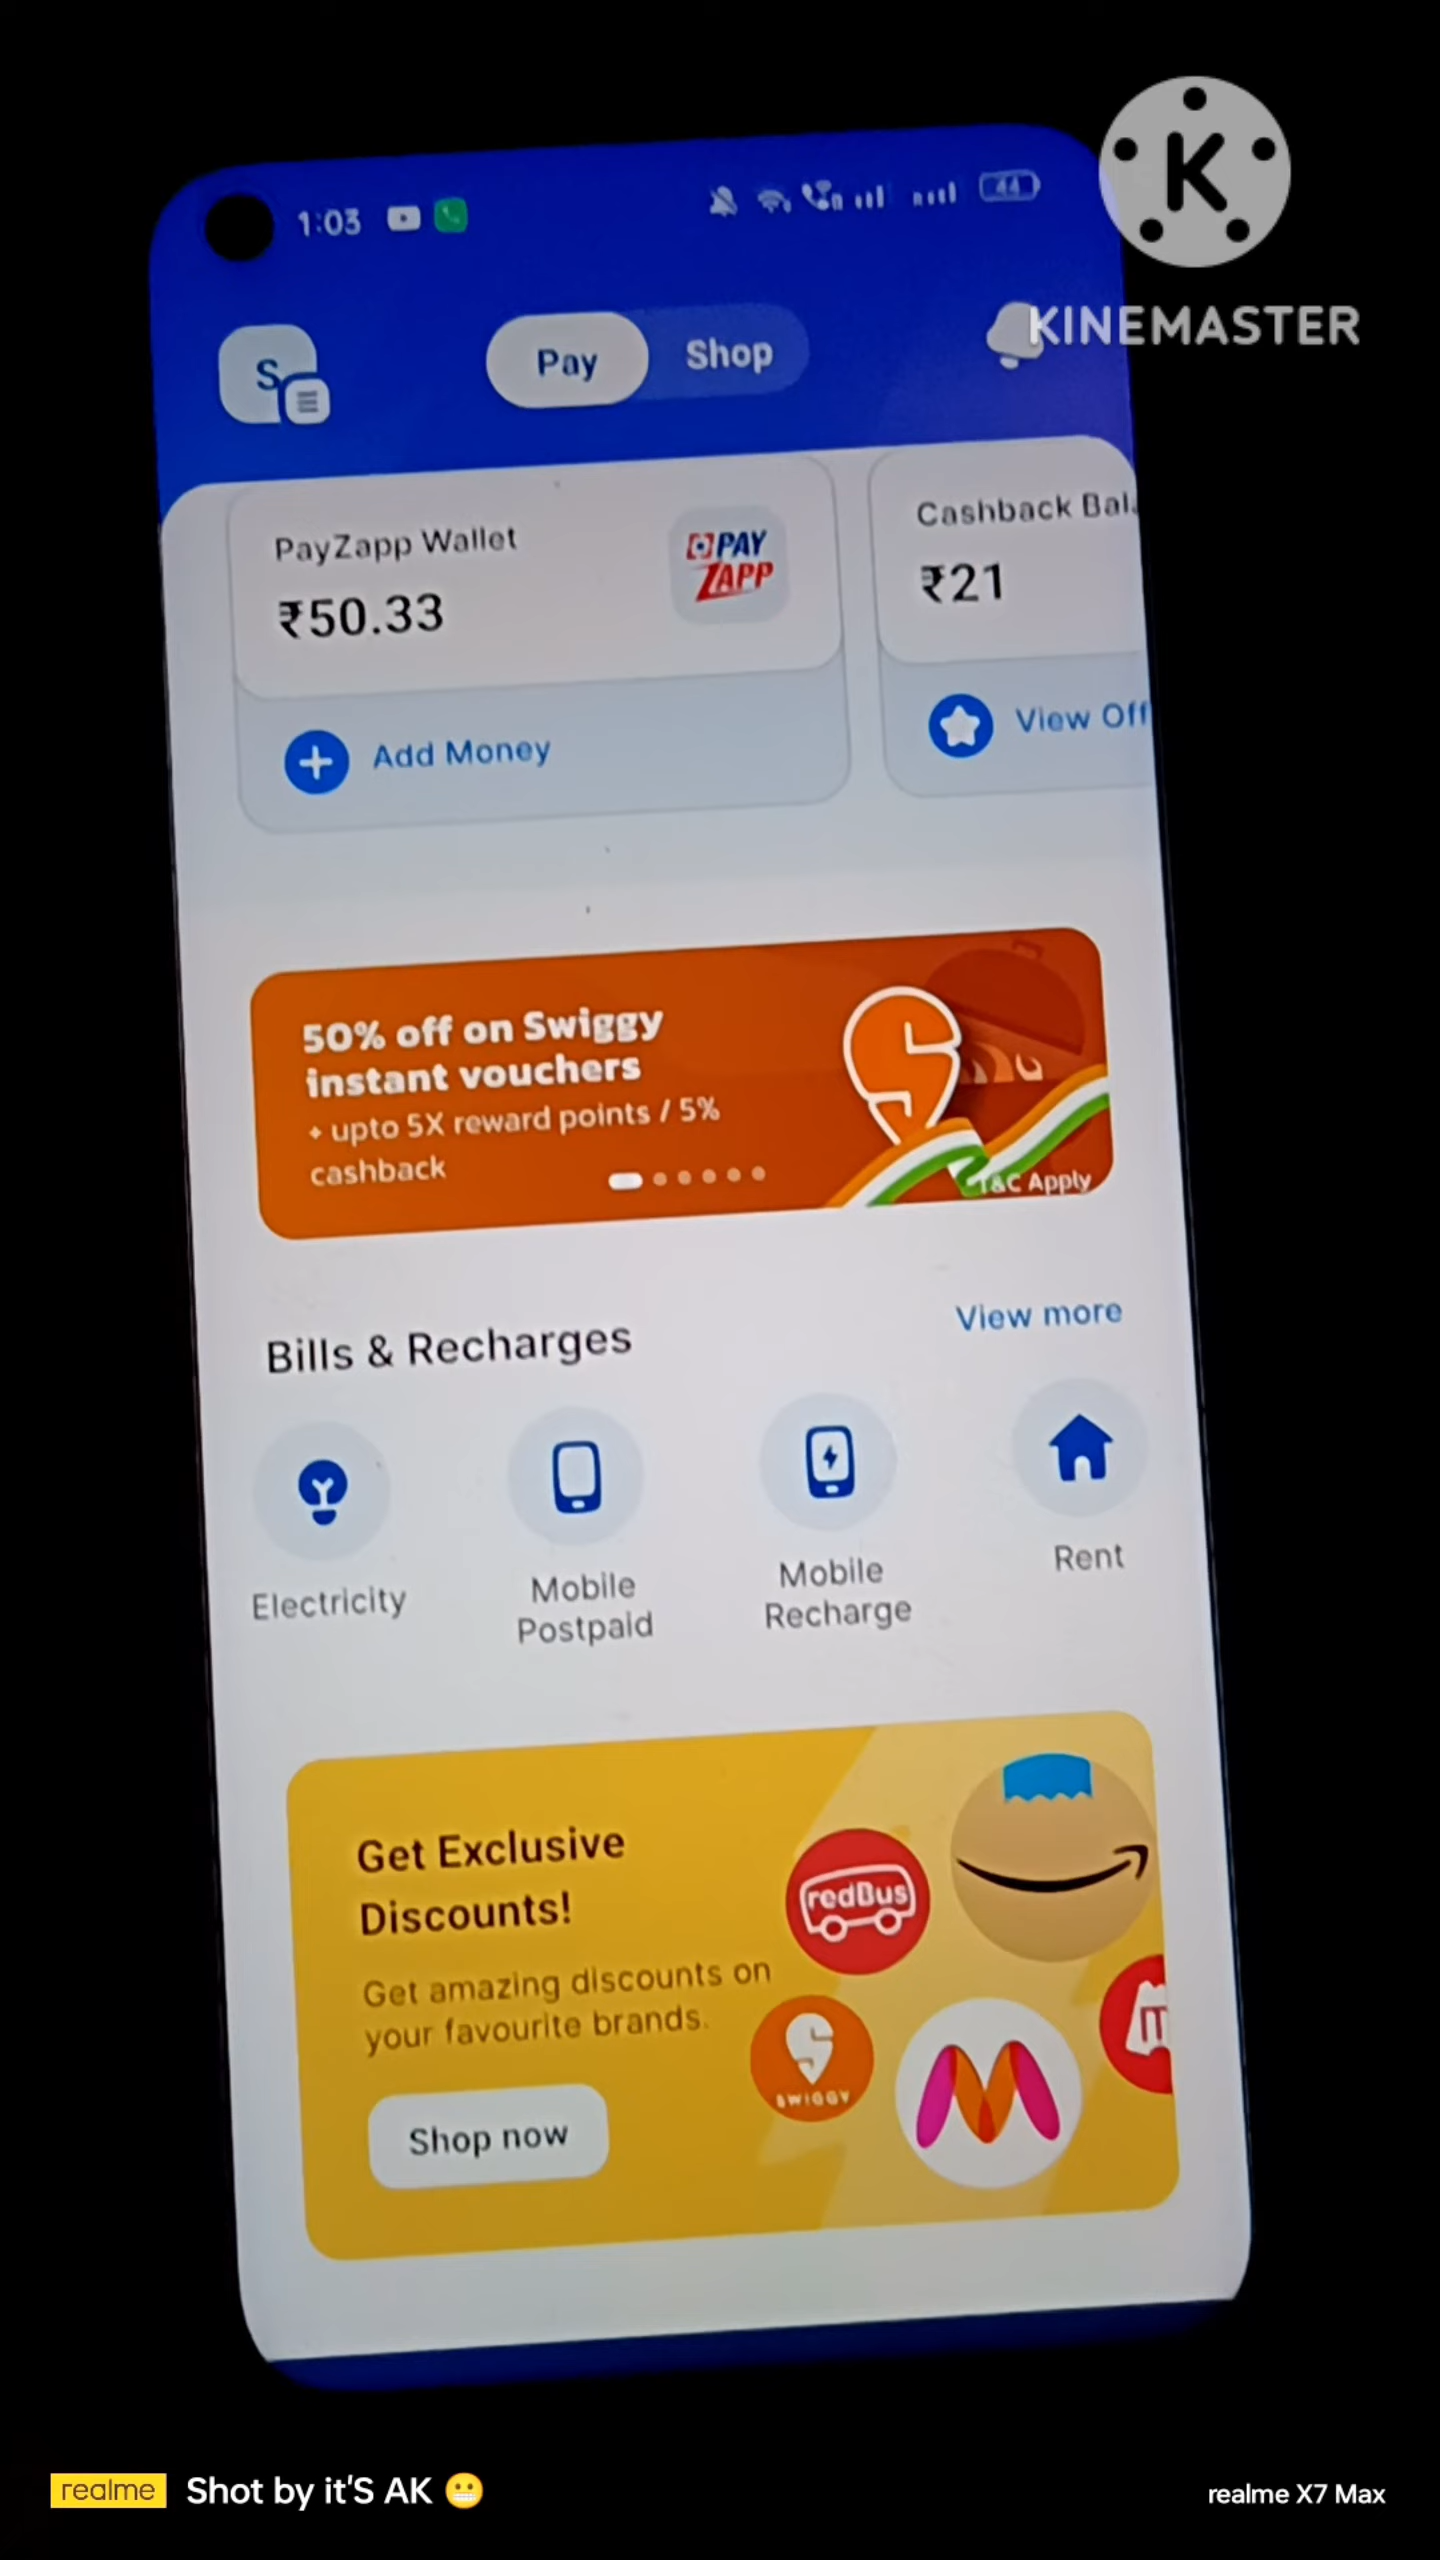 1:03
44
K
KINEMASTER
S
Pay
Shop
PayZapp Wallet
₹50.33
PAY
ZAPP
Cashback Bal
₹21
Add Money
View Off
50% off on Swiggy
instant vouchers
+ upto 5X reward points / 5%
cashback
T&C Apply
Bills & Recharges
View more
Electricity
Mobile
Postpaid
Mobile
Recharge
Rent
Get Exclusive
Discounts!
Get amazing discounts on
your favourite brands.
Shop now
redBus
SWIGGY
realme
Shot by it'S AK 😬
realme X7 Max